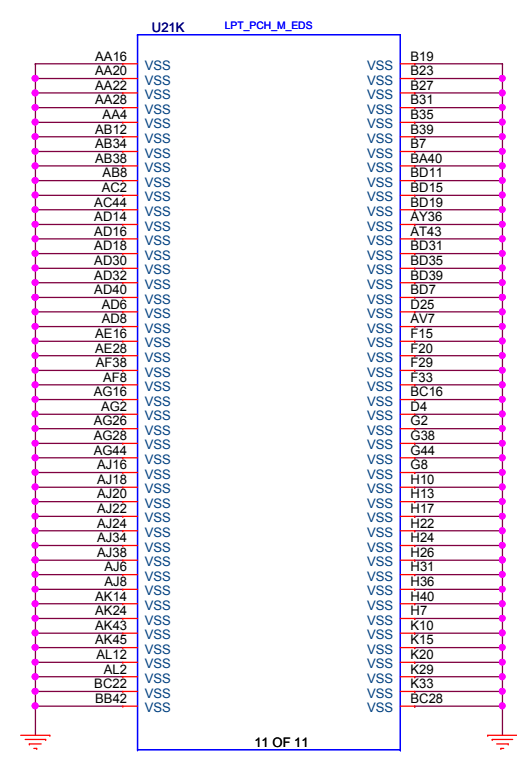 U21K LPT_PCH_M_EDS
AA16 VSS VSS B19
AA20 VSS VSS B23
AA22 VSS VSS B27
AA28 VSS VSS B31
AA4 VSS VSS B35
AB12 VSS VSS B39
AB34 VSS VSS B7
AB38 VSS VSS BA40
AB8 VSS VSS BD11
AC2 VSS VSS BD15
AC44 VSS VSS BD19
AD14 VSS VSS AY36
AD16 VSS VSS AT43
AD18 VSS VSS BD31
AD30 VSS VSS BD35
AD32 VSS VSS BD39
AD40 VSS VSS BD7
AD6 VSS VSS D25
AD8 VSS VSS AV7
AE16 VSS VSS F15
AE28 VSS VSS F20
AF38 VSS VSS F29
AF8 VSS VSS F33
AG16 VSS VSS BC16
AG2 VSS VSS D4
AG26 VSS VSS G2
AG28 VSS VSS G38
AG44 VSS VSS G44
AJ16 VSS VSS G8
AJ18 VSS VSS H10
AJ20 VSS VSS H13
AJ22 VSS VSS H17
AJ24 VSS VSS H22
AJ34 VSS VSS H24
AJ38 VSS VSS H26
AJ6 VSS VSS H31
AJ8 VSS VSS H36
AK14 VSS VSS H40
AK24 VSS VSS H7
AK43 VSS VSS K10
AK45 VSS VSS K15
AL12 VSS VSS K20
AL2 VSS VSS K29
BC22 VSS VSS K33
BB42 VSS VSS BC28
11 OF 11